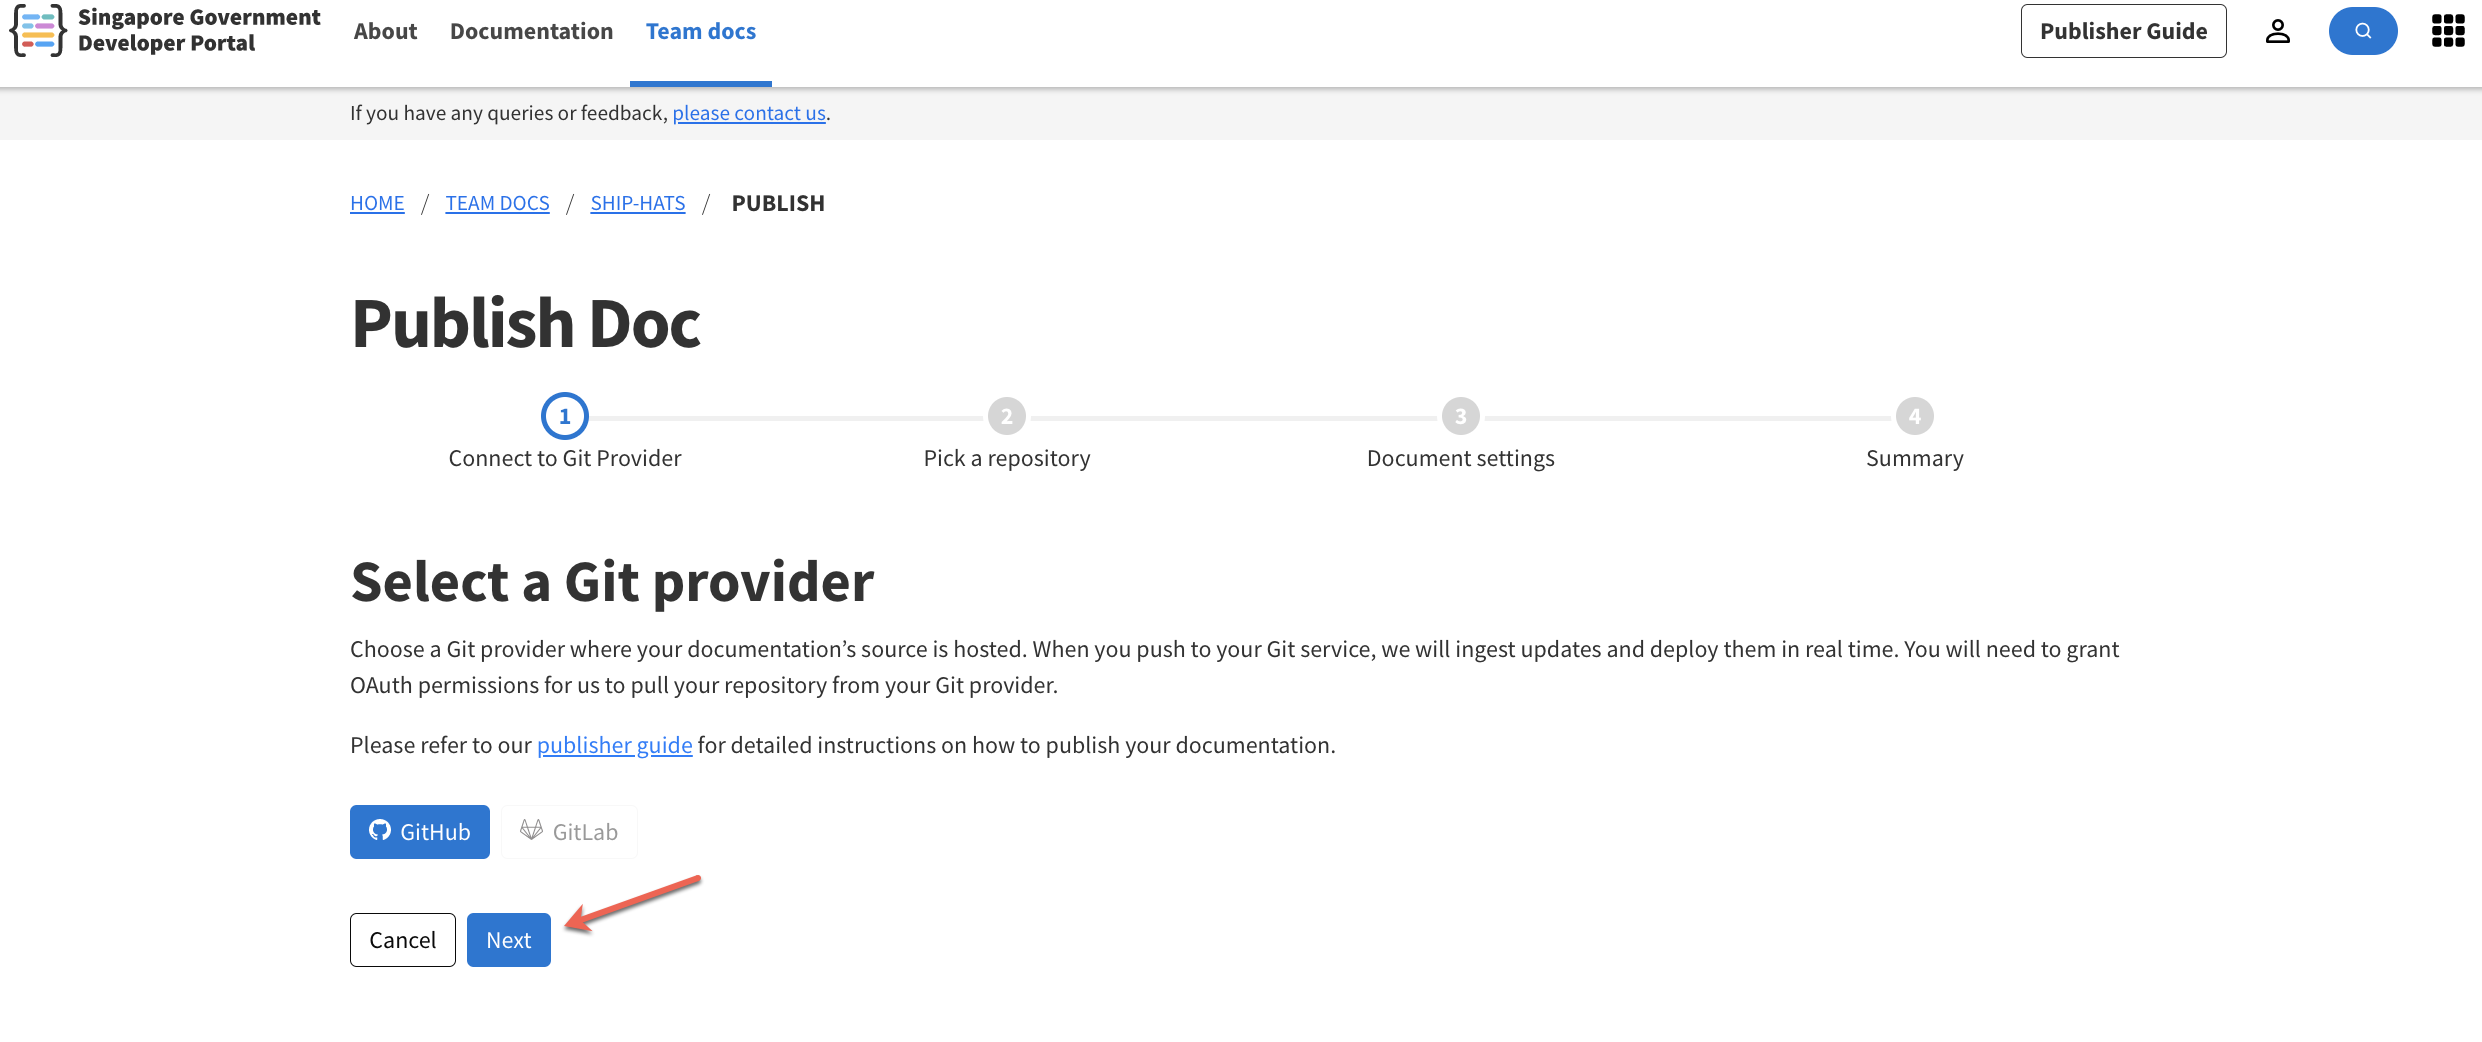 Singapore Government
Developer Portal
About
Documentation
Team docs
Publisher Guide
If you have any queries or feedback, please contact us.
HOME / TEAM DOCS / SHIP-HATS / PUBLISH
Publish Doc
1
2
3
4
Connect to Git Provider
Pick a repository
Document settings
Summary
Select a Git provider
Choose a Git provider where your documentation’s source is hosted. When you push to your Git service, we will ingest updates and deploy them in real time. You will need to grant
OAuth permissions for us to pull your repository from your Git provider.
Please refer to our publisher guide for detailed instructions on how to publish your documentation.
GitHub
GitLab
Cancel
Next